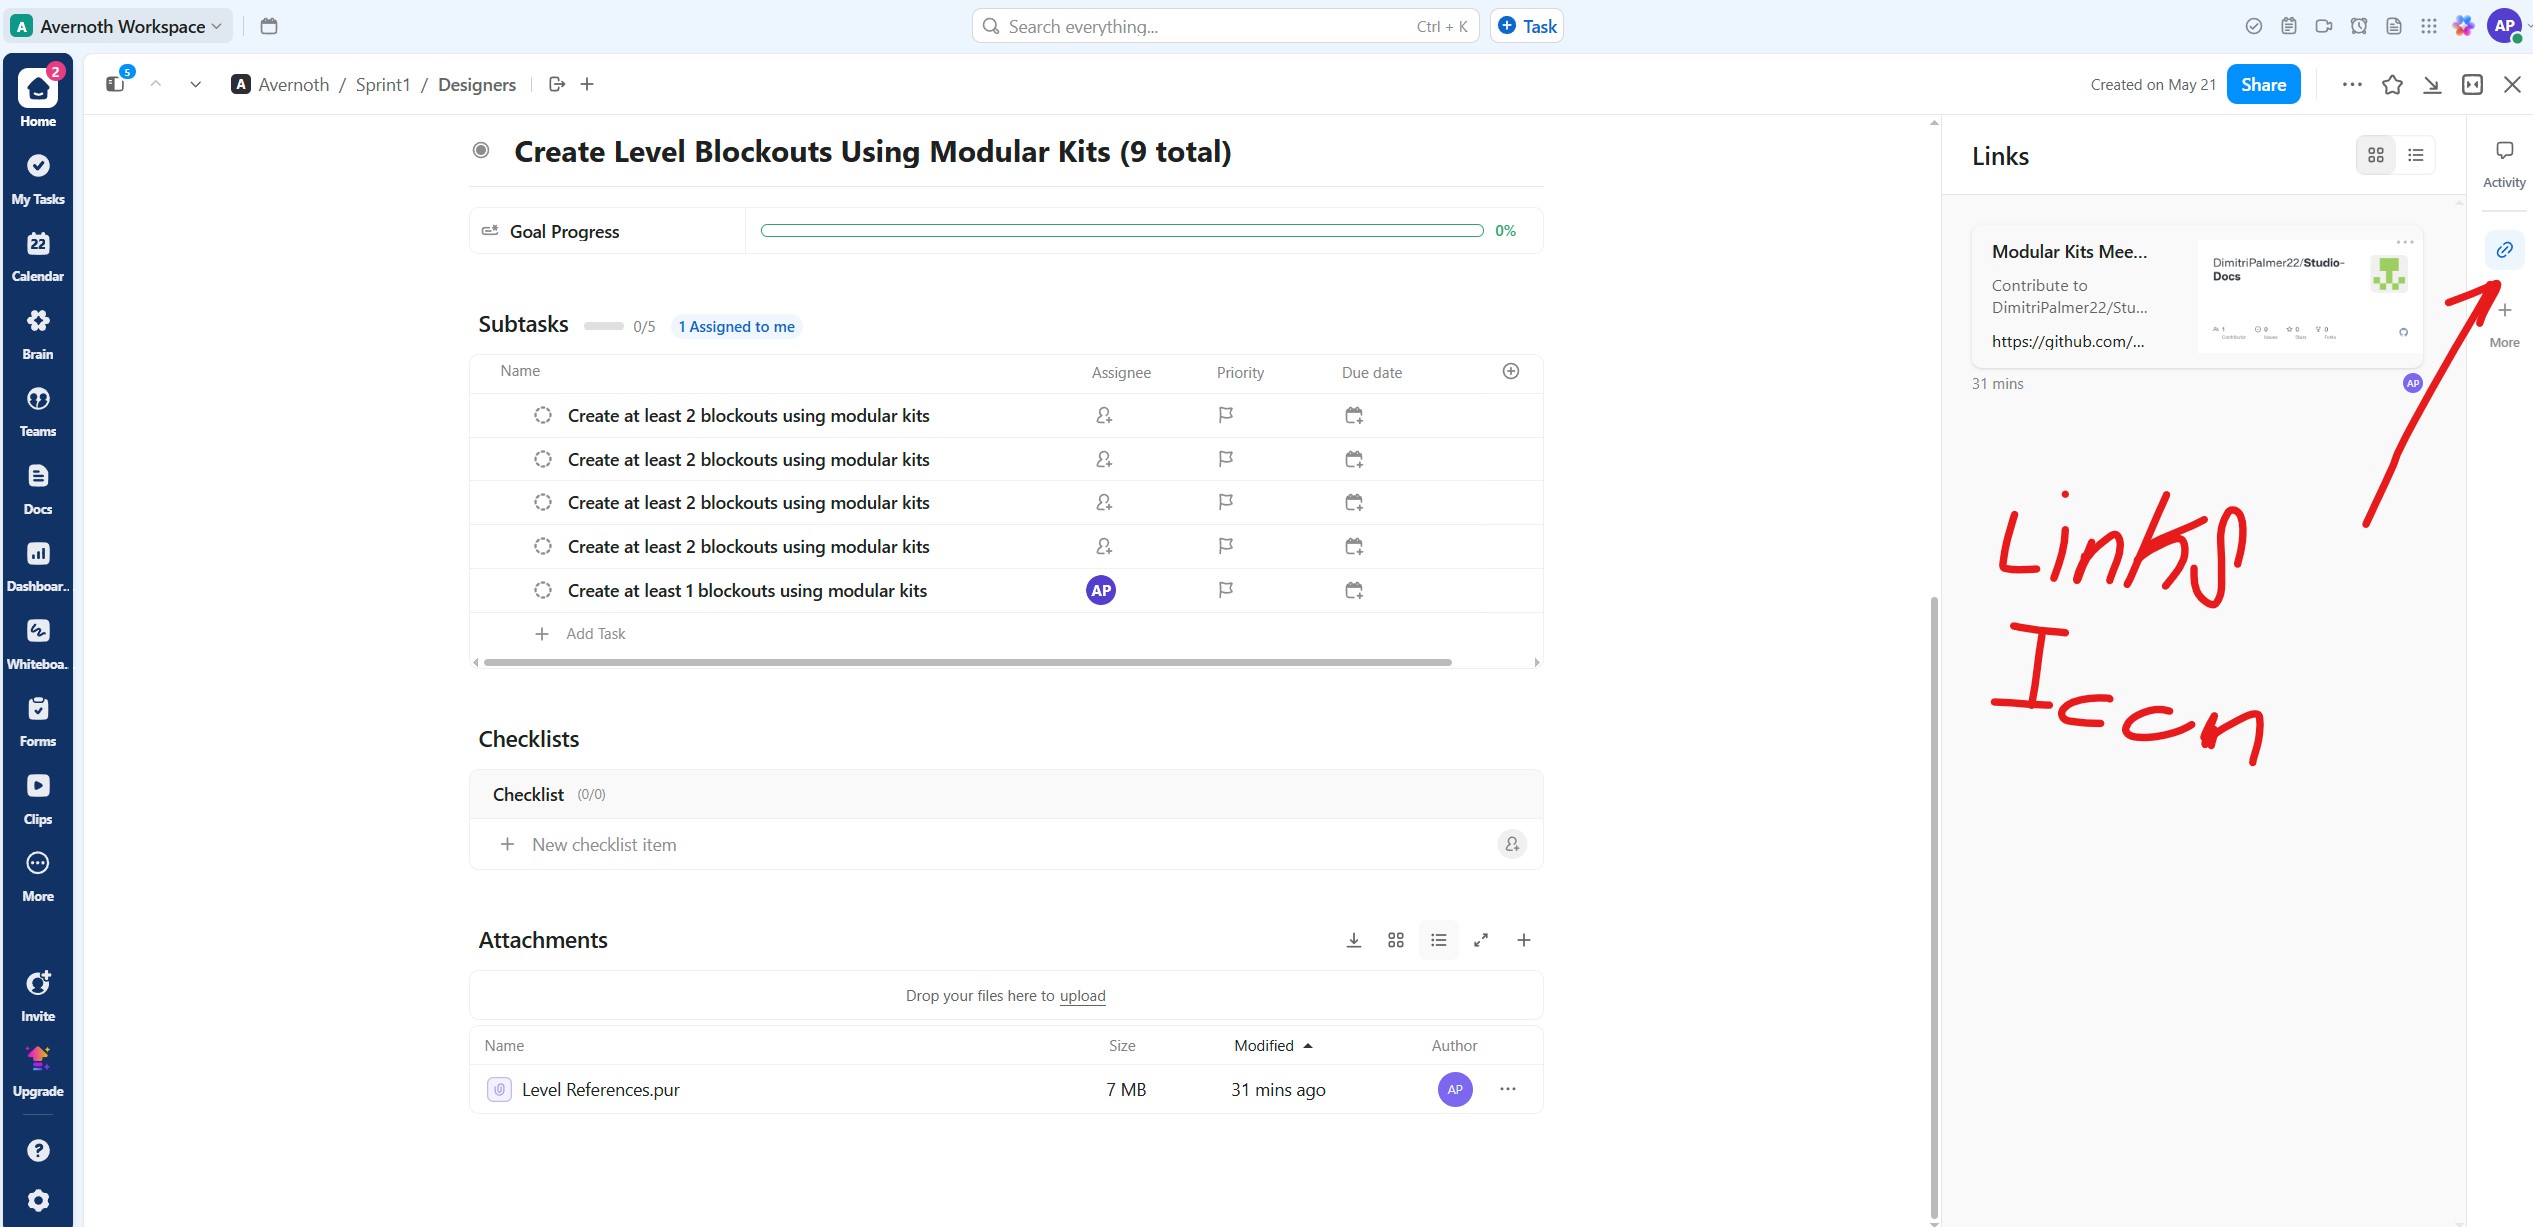 A Avernoth Workspace
Search everything... Ctrl + K
Task
AP
2
Home
My Tasks
22
Calendar
Brain
Teams
Docs
Dashboar..
Whiteboa..
Forms
Clips
More
Invite
Upgrade
?
5
A Avernoth / Sprint1 / Designers
Created on May 21
Share
Create Level Blockouts Using Modular Kits (9 total)
Goal Progress 0%
Subtasks 0/5 1 Assigned to me
Name Assignee Priority Due date
Create at least 2 blockouts using modular kits
Create at least 2 blockouts using modular kits
Create at least 2 blockouts using modular kits
Create at least 2 blockouts using modular kits
Create at least 1 blockouts using modular kits AP
Add Task
Checklists
Checklist (0/0)
New checklist item
Attachments
Drop your files here to upload
Name Size Modified Author
Level References.pur 7 MB 31 mins ago AP
Links
Modular Kits Mee...
Contribute to
DimitriPalmer22/Stu...
https://github.com/...
DimitriPalmer22/Studio-
Docs
31 mins AP
Activity
More
Links
Icon